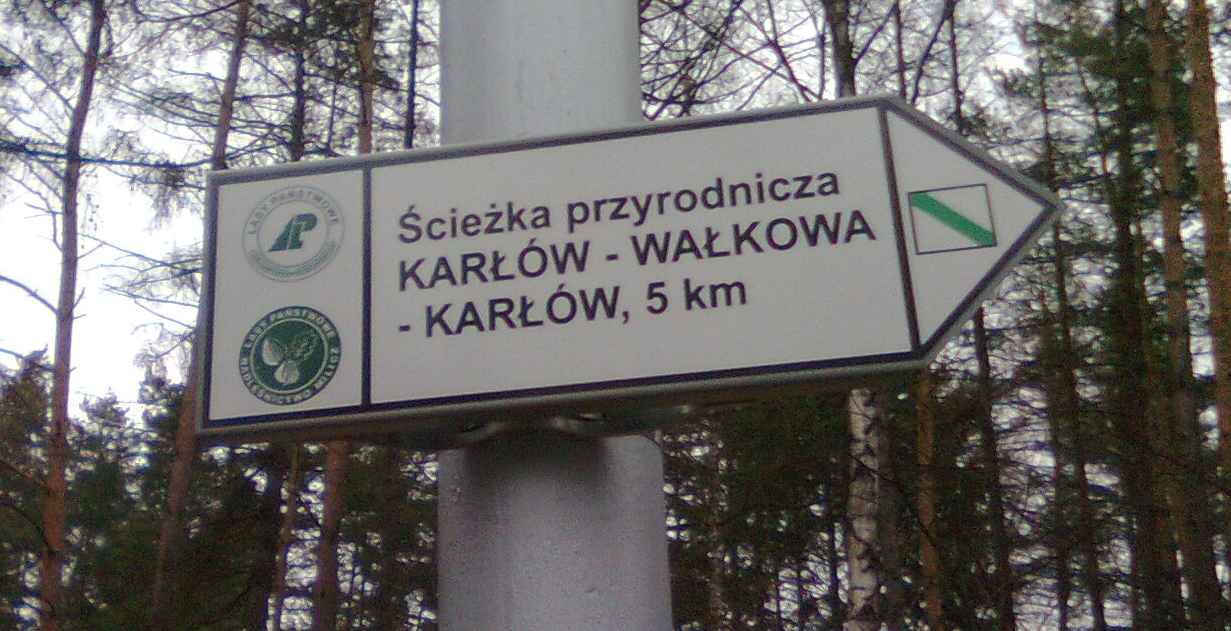 LASY PAŃSTWOWE
LASY PAŃSTWOWE
NADLEŚNICTWO MILICZ
Ścieżka przyrodnicza
KARŁÓW - WAŁKOWA
- KARŁÓW, 5 km